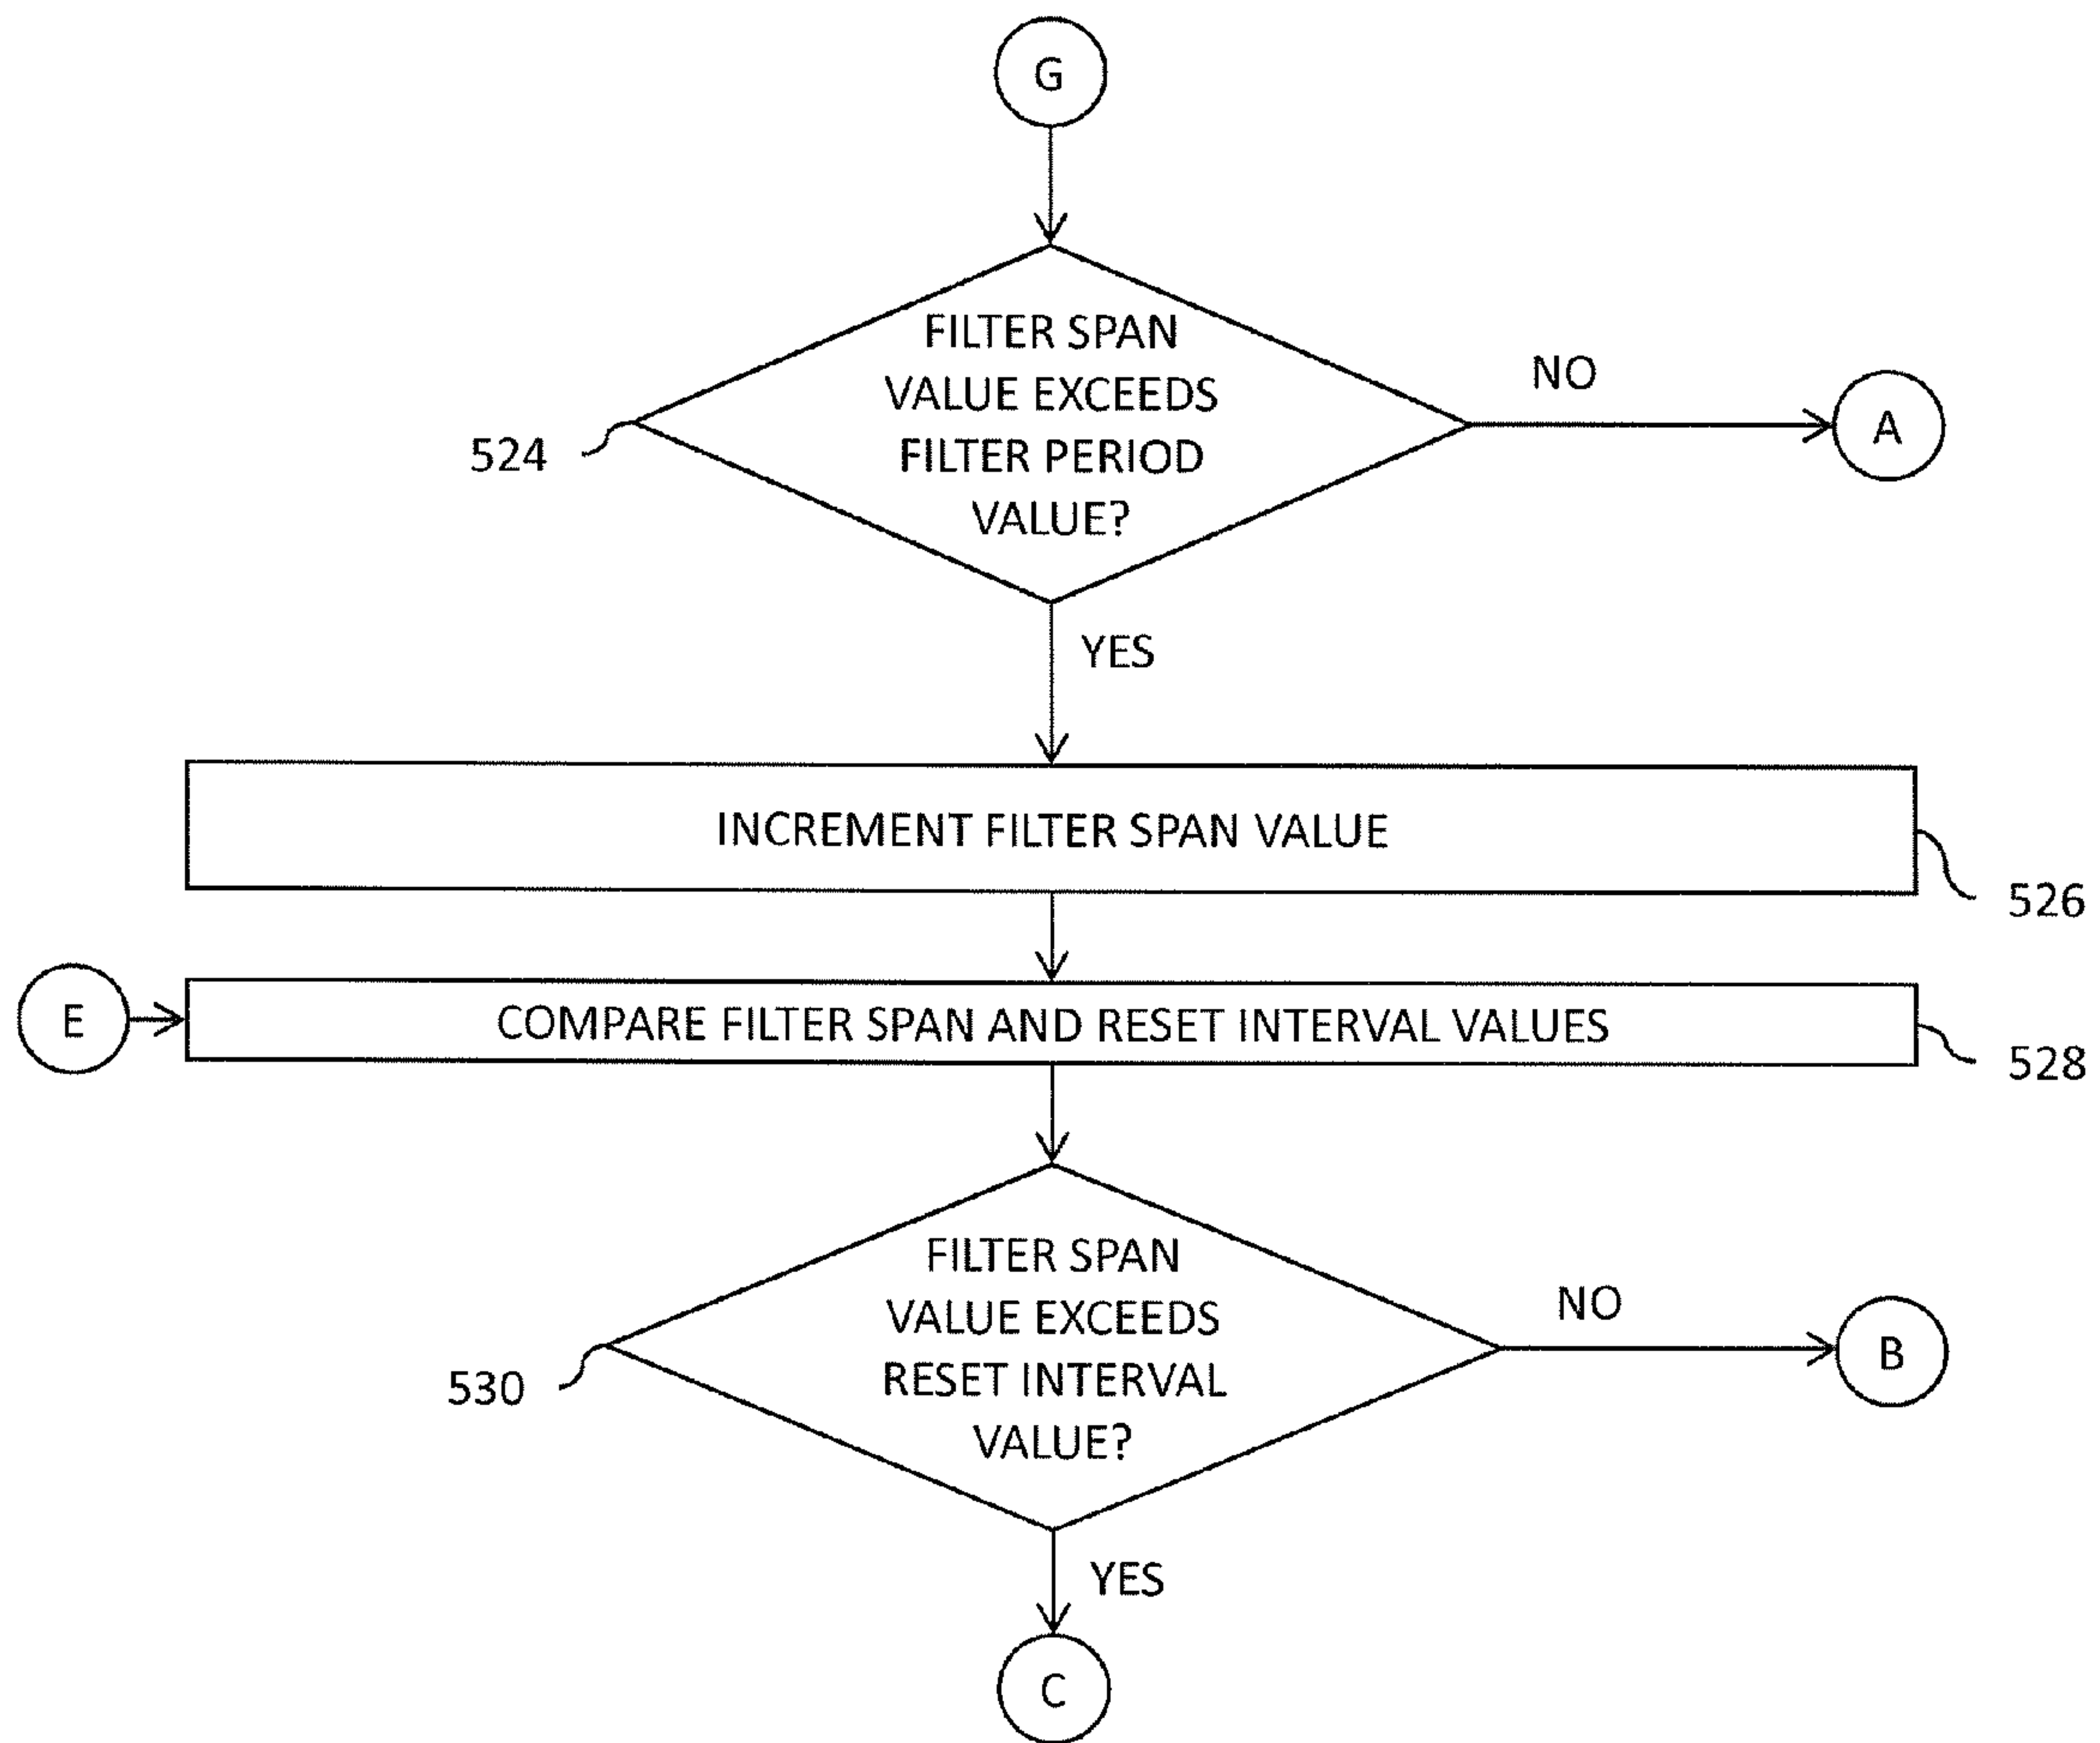 G
FILTER SPAN
VALUE EXCEEDS
FILTER PERIOD
VALUE?
NO
A
524
YES
INCREMENT FILTER SPAN VALUE
526
E
COMPARE FILTER SPAN AND RESET INTERVAL VALUES
528
FILTER SPAN
VALUE EXCEEDS
RESET INTERVAL
VALUE?
NO
B
530
YES
C